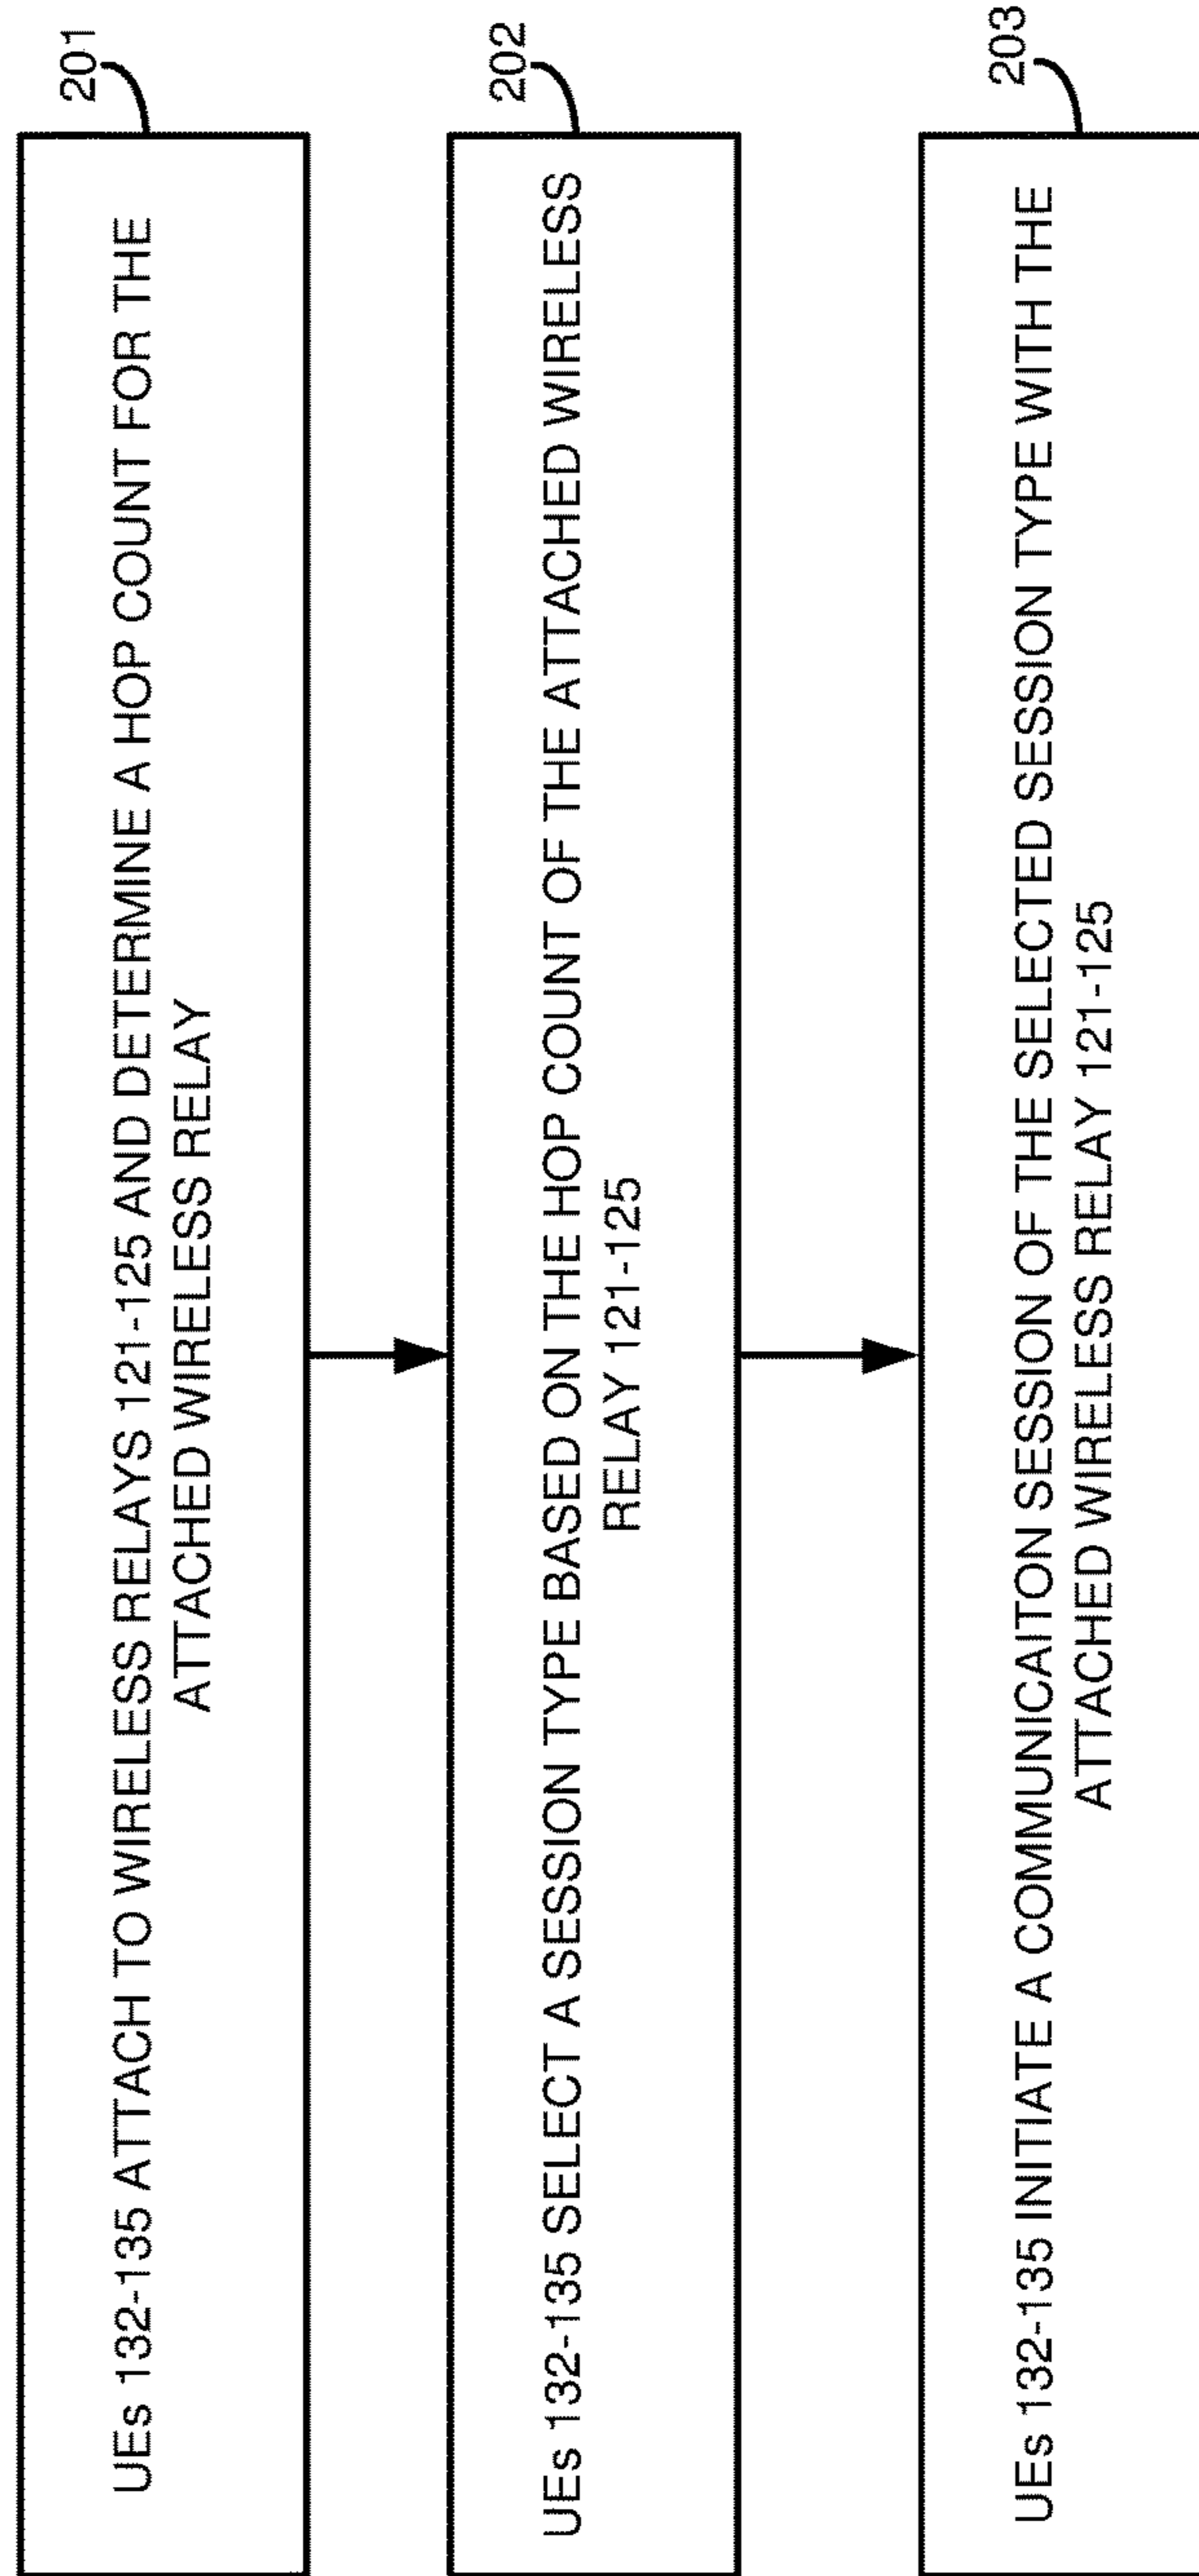 201
UEs 132-135 ATTACH TO WIRELESS RELAYS 121-125 AND DETERMINE A HOP COUNT FOR THE
ATTACHED WIRELESS RELAY
202
UEs 132-135 SELECT A SESSION TYPE BASED ON THE HOP COUNT OF THE ATTACHED WIRELESS
RELAY 121-125
203
UEs 132-135 INITIATE A COMMUNICAITON SESSION OF THE SELECTED SESSION TYPE WITH THE
ATTACHED WIRELESS RELAY 121-125